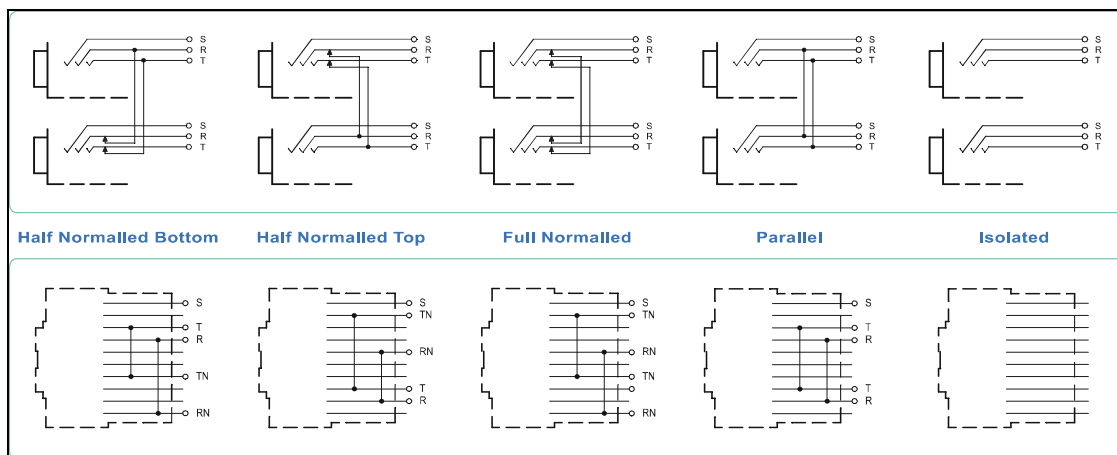 S S S S S
R R R R R
T T T T T
S S S S S
R R R R R
T T T T T
Half Normalled Bottom Half Normalled Top Full Normalled Parallel Isolated
S S S S
TN TN
T T
R R
RN RN
TN TN
T T
R R
RN RN